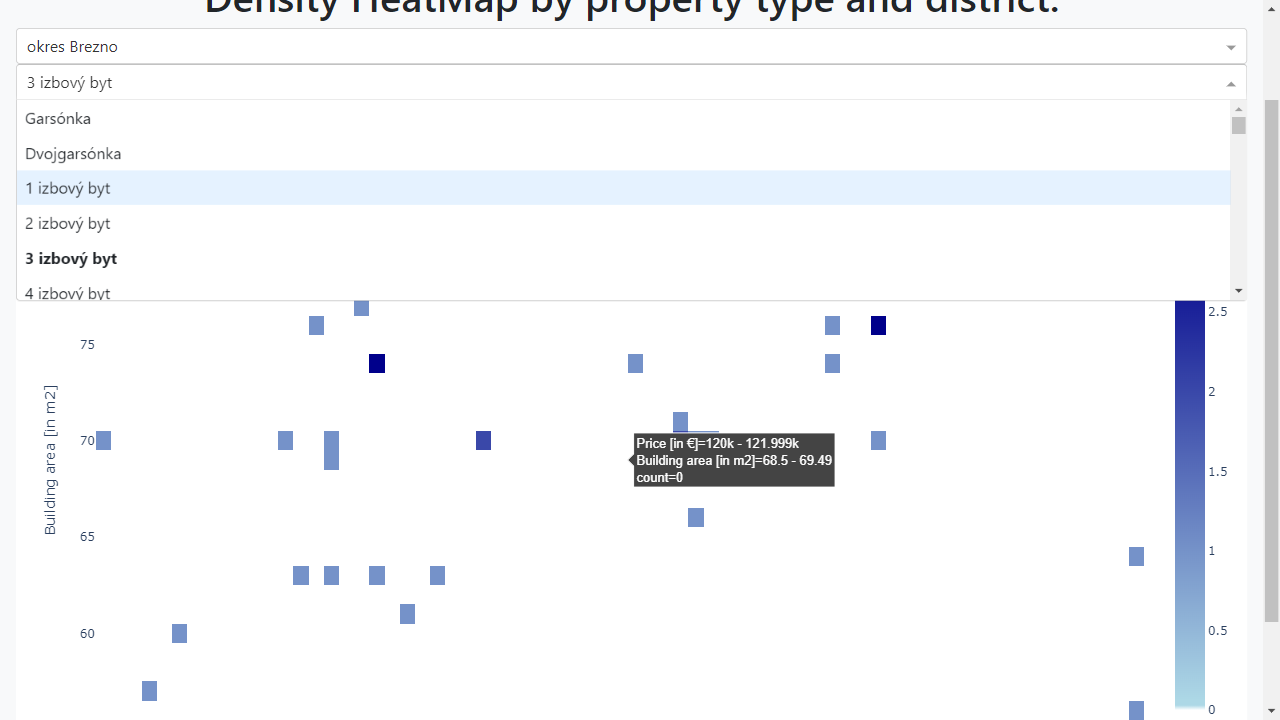 Density HeatMap by property type and district.
okres Brezno
3 izbový byt
Garsónka
Dvojgarsónka
1 izbový byt
2 izbový byt
3 izbový byt
4 izbový byt
75
70
65
60
Building area [in m2]
Price [in €]=120k - 121.999k
Building area [in m2]=68.5 - 69.49
count=0
2.5
2
1.5
1
0.5
0